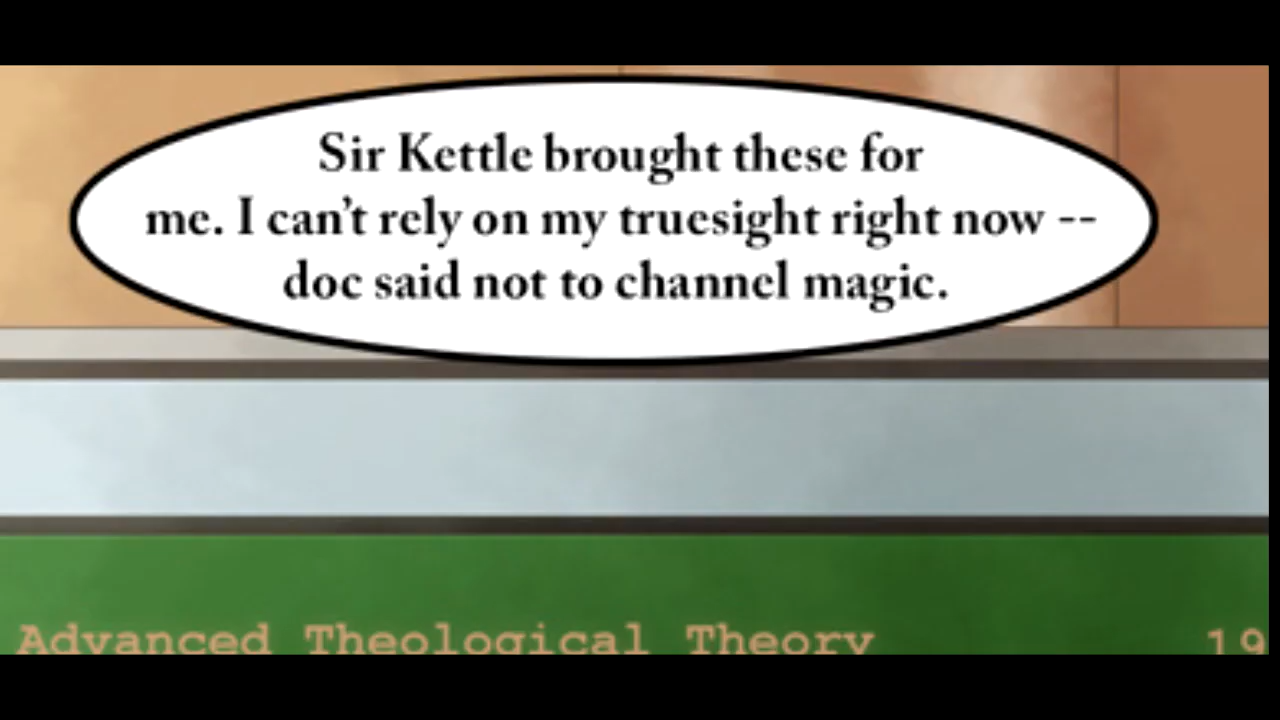 Sir Kettle brought these for
me. I can't rely on my truesight right now --
doc said not to channel magic.
Advanced Theological Theory 19